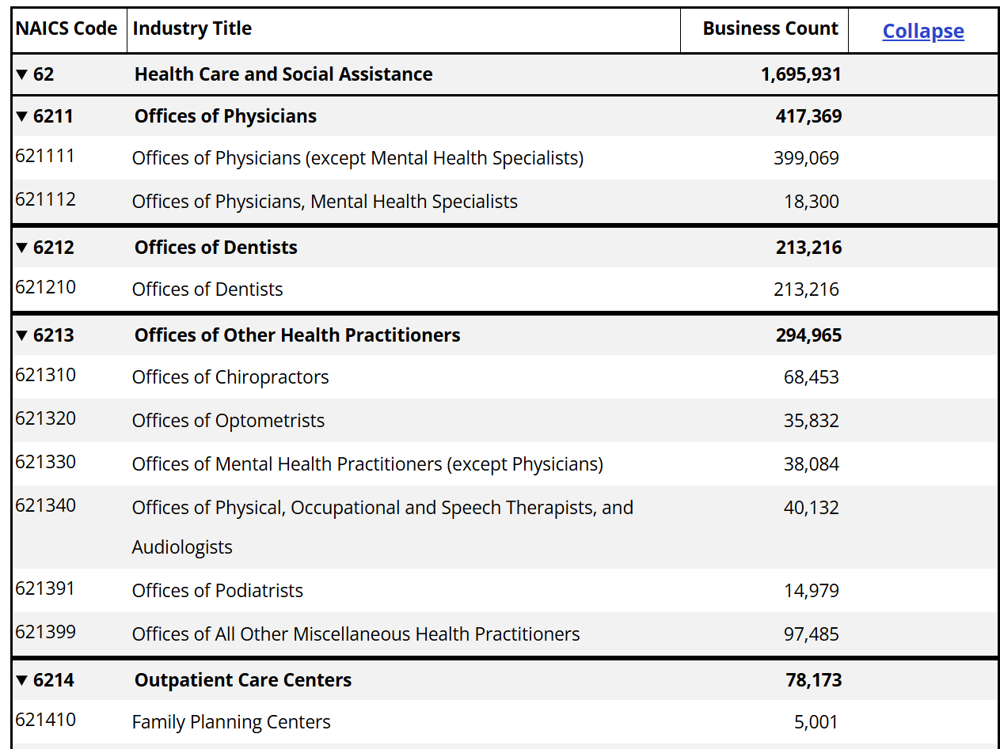 NAICS Code Industry Title Business Count Collapse
▼ 62 Health Care and Social Assistance 1,695,931
▼ 6211 Offices of Physicians 417,369
621111 Offices of Physicians (except Mental Health Specialists) 399,069
621112 Offices of Physicians, Mental Health Specialists 18,300
▼ 6212 Offices of Dentists 213,216
621210 Offices of Dentists 213,216
▼ 6213 Offices of Other Health Practitioners 294,965
621310 Offices of Chiropractors 68,453
621320 Offices of Optometrists 35,832
621330 Offices of Mental Health Practitioners (except Physicians) 38,084
621340 Offices of Physical, Occupational and Speech Therapists, and 40,132
Audiologists
621391 Offices of Podiatrists 14,979
621399 Offices of All Other Miscellaneous Health Practitioners 97,485
▼ 6214 Outpatient Care Centers 78,173
621410 Family Planning Centers 5,001